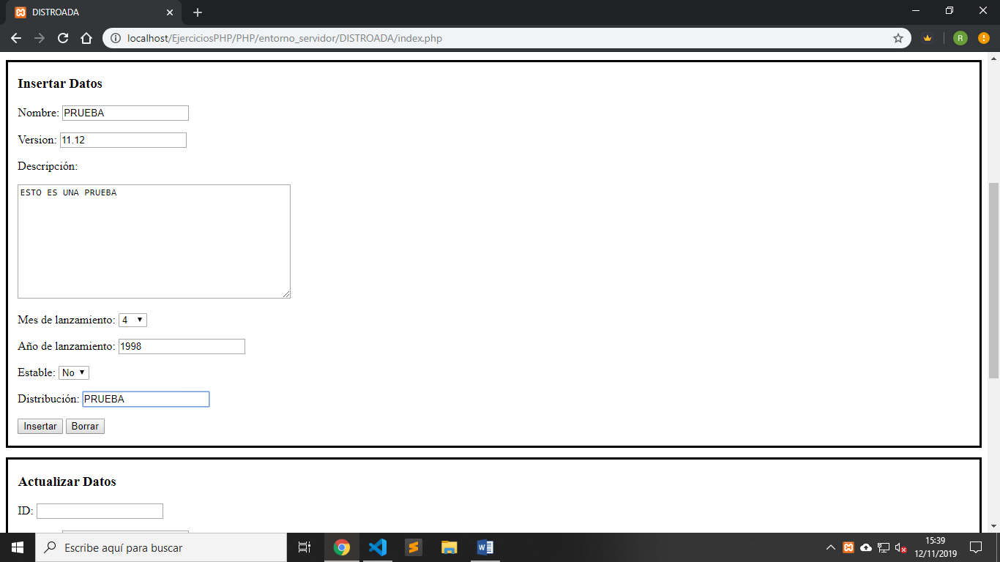 DISTROADA
localhost/EjerciciosPHP/PHP/entorno_servidor/DISTROADA/index.php
R
Insertar Datos
Nombre: PRUEBA
Version: 11.12
Descripción:
ESTO ES UNA PRUEBA
Mes de lanzamiento: 4
Año de lanzamiento: 1998
Estable: No
Distribución: PRUEBA
Insertar Borrar
Actualizar Datos
ID:
Escribe aquí para buscar
15:39
12/11/2019